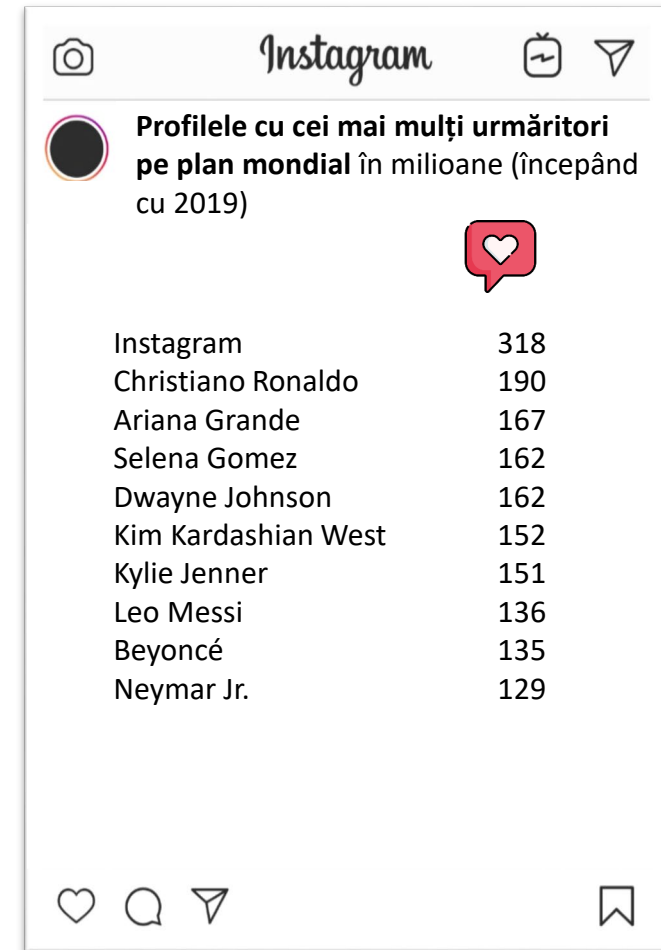 Instagram
Profilele cu cei mai mulți urmăritori
pe plan mondial în milioane (începând
cu 2019)
Instagram 318
Christiano Ronaldo 190
Ariana Grande 167
Selena Gomez 162
Dwayne Johnson 162
Kim Kardashian West 152
Kylie Jenner 151
Leo Messi 136
Beyoncé 135
Neymar Jr. 129